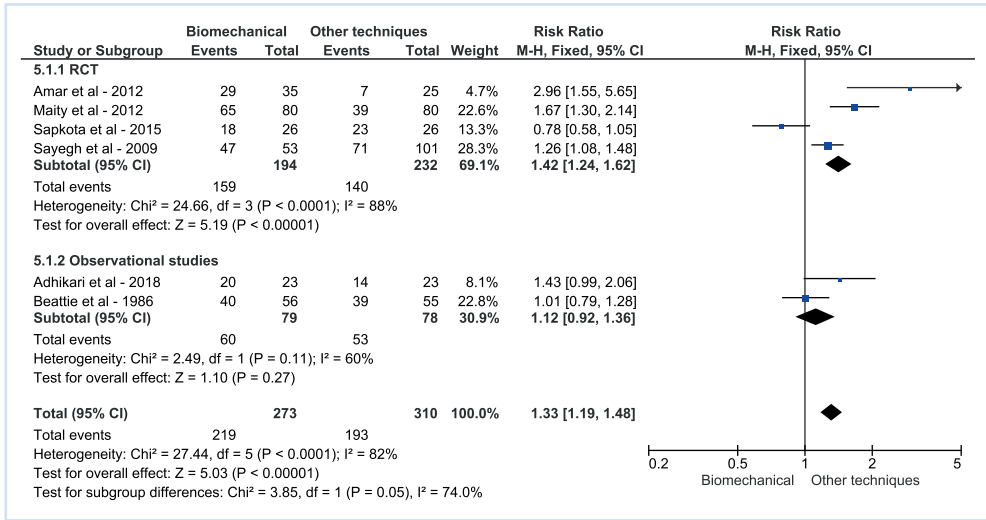 Biomechanical Other techniques Risk Ratio Risk Ratio
Study or Subgroup Events Total Events Total Weight M-H, Fixed, 95% CI M-H, Fixed, 95% CI
5.1.1 RCT
Amar et al - 2012 29 35 7 25 4.7% 2.96 [1.55, 5.65]
Maity et al - 2012 65 80 39 80 22.6% 1.67 [1.30, 2.14]
Sapkota et al - 2015 18 26 23 26 13.3% 0.78 [0.58, 1.05]
Sayegh et al - 2009 47 53 71 101 28.3% 1.26 [1.08, 1.48]
Subtotal (95% CI) 194 232 69.1% 1.42 [1.24, 1.62]
Total events 159 140
Heterogeneity: Chi² = 24.66, df = 3 (P < 0.0001); I² = 88%
Test for overall effect: Z = 5.19 (P < 0.00001)
5.1.2 Observational studies
Adhikari et al - 2018 20 23 14 23 8.1% 1.43 [0.99, 2.06]
Beattie et al - 1986 40 56 39 55 22.8% 1.01 [0.79, 1.28]
Subtotal (95% CI) 79 78 30.9% 1.12 [0.92, 1.36]
Total events 60 53
Heterogeneity: Chi² = 2.49, df = 1 (P = 0.11); I² = 60%
Test for overall effect: Z = 1.10 (P = 0.27)
Total (95% CI) 273 310 100.0% 1.33 [1.19, 1.48]
Total events 219 193
Heterogeneity: Chi² = 27.44, df = 5 (P < 0.0001); I² = 82%
Test for overall effect: Z = 5.03 (P < 0.00001)
Test for subgroup differences: Chi² = 3.85, df = 1 (P = 0.05), I² = 74.0%
0.2 0.5 1 2 5
Biomechanical Other techniques